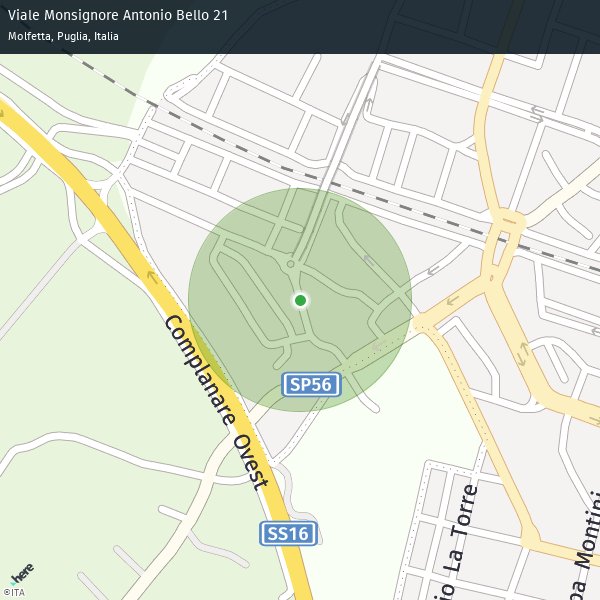 Viale Monsignore Antonio Bello 21
Molfetta, Puglia, Italia
Complanare Ovest
SP56
SS16
io La Torre
pa Montini
here
©ITA